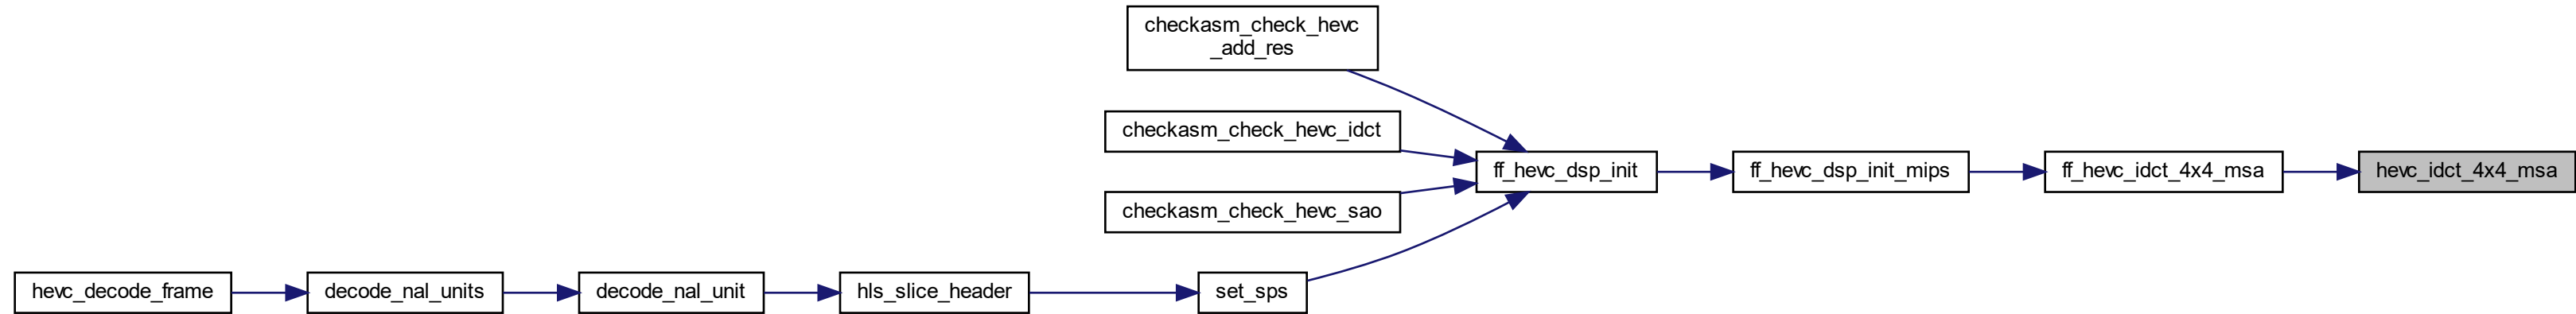 checkasm_check_hevc
_add_res
checkasm_check_hevc_idct
checkasm_check_hevc_sao
ff_hevc_dsp_init
ff_hevc_dsp_init_mips
ff_hevc_idct_4x4_msa
hevc_idct_4x4_msa
hevc_decode_frame
decode_nal_units
decode_nal_unit
hls_slice_header
set_sps